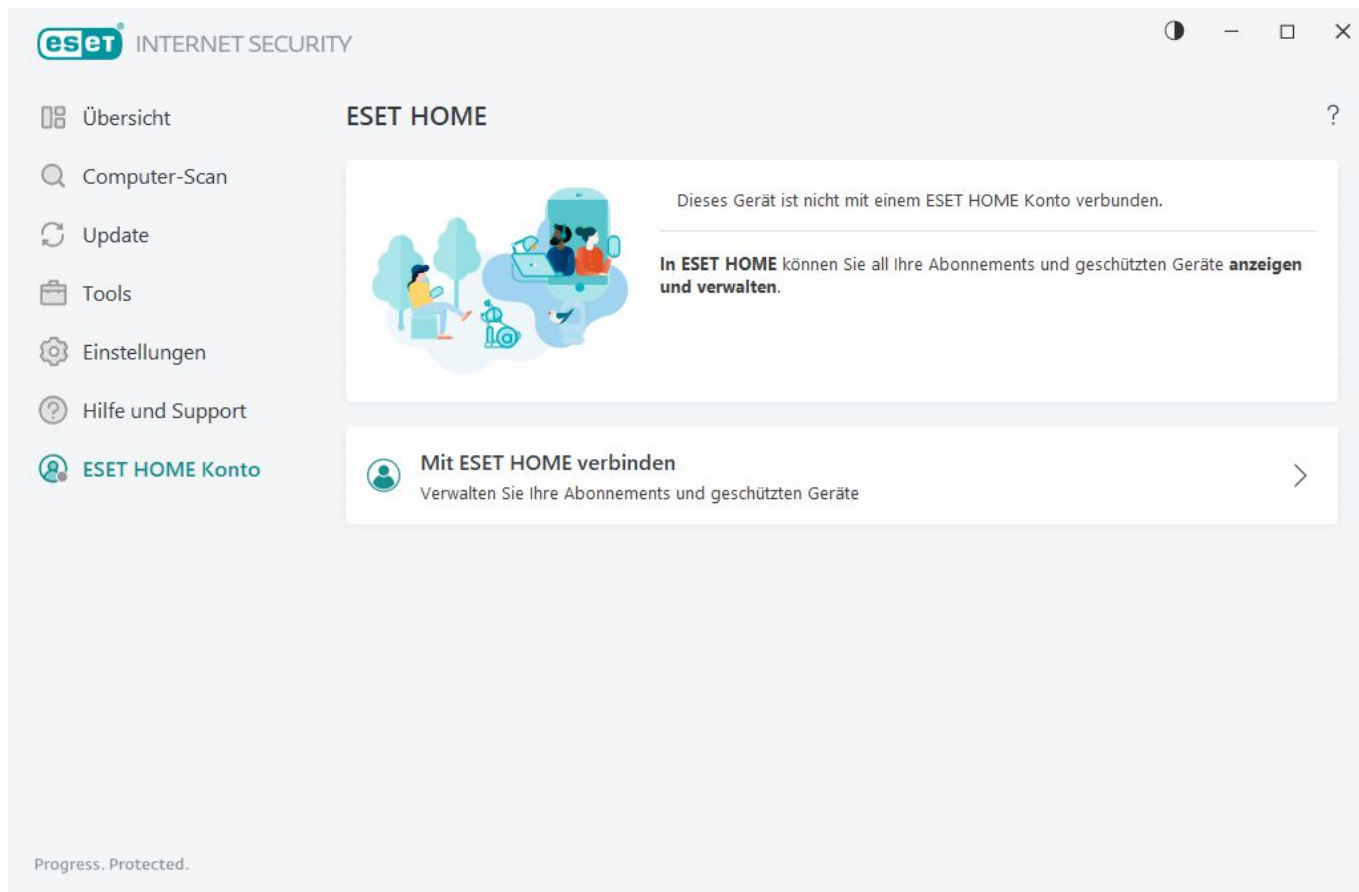 eset INTERNET SECURITY
Übersicht
Computer-Scan
Update
Tools
Einstellungen
Hilfe und Support
ESET HOME Konto
ESET HOME
?
Dieses Gerät ist nicht mit einem ESET HOME Konto verbunden.
In ESET HOME können Sie all Ihre Abonnements und geschützten Geräte anzeigen
und verwalten.
Mit ESET HOME verbinden
Verwalten Sie Ihre Abonnements und geschützten Geräte
Progress. Protected.